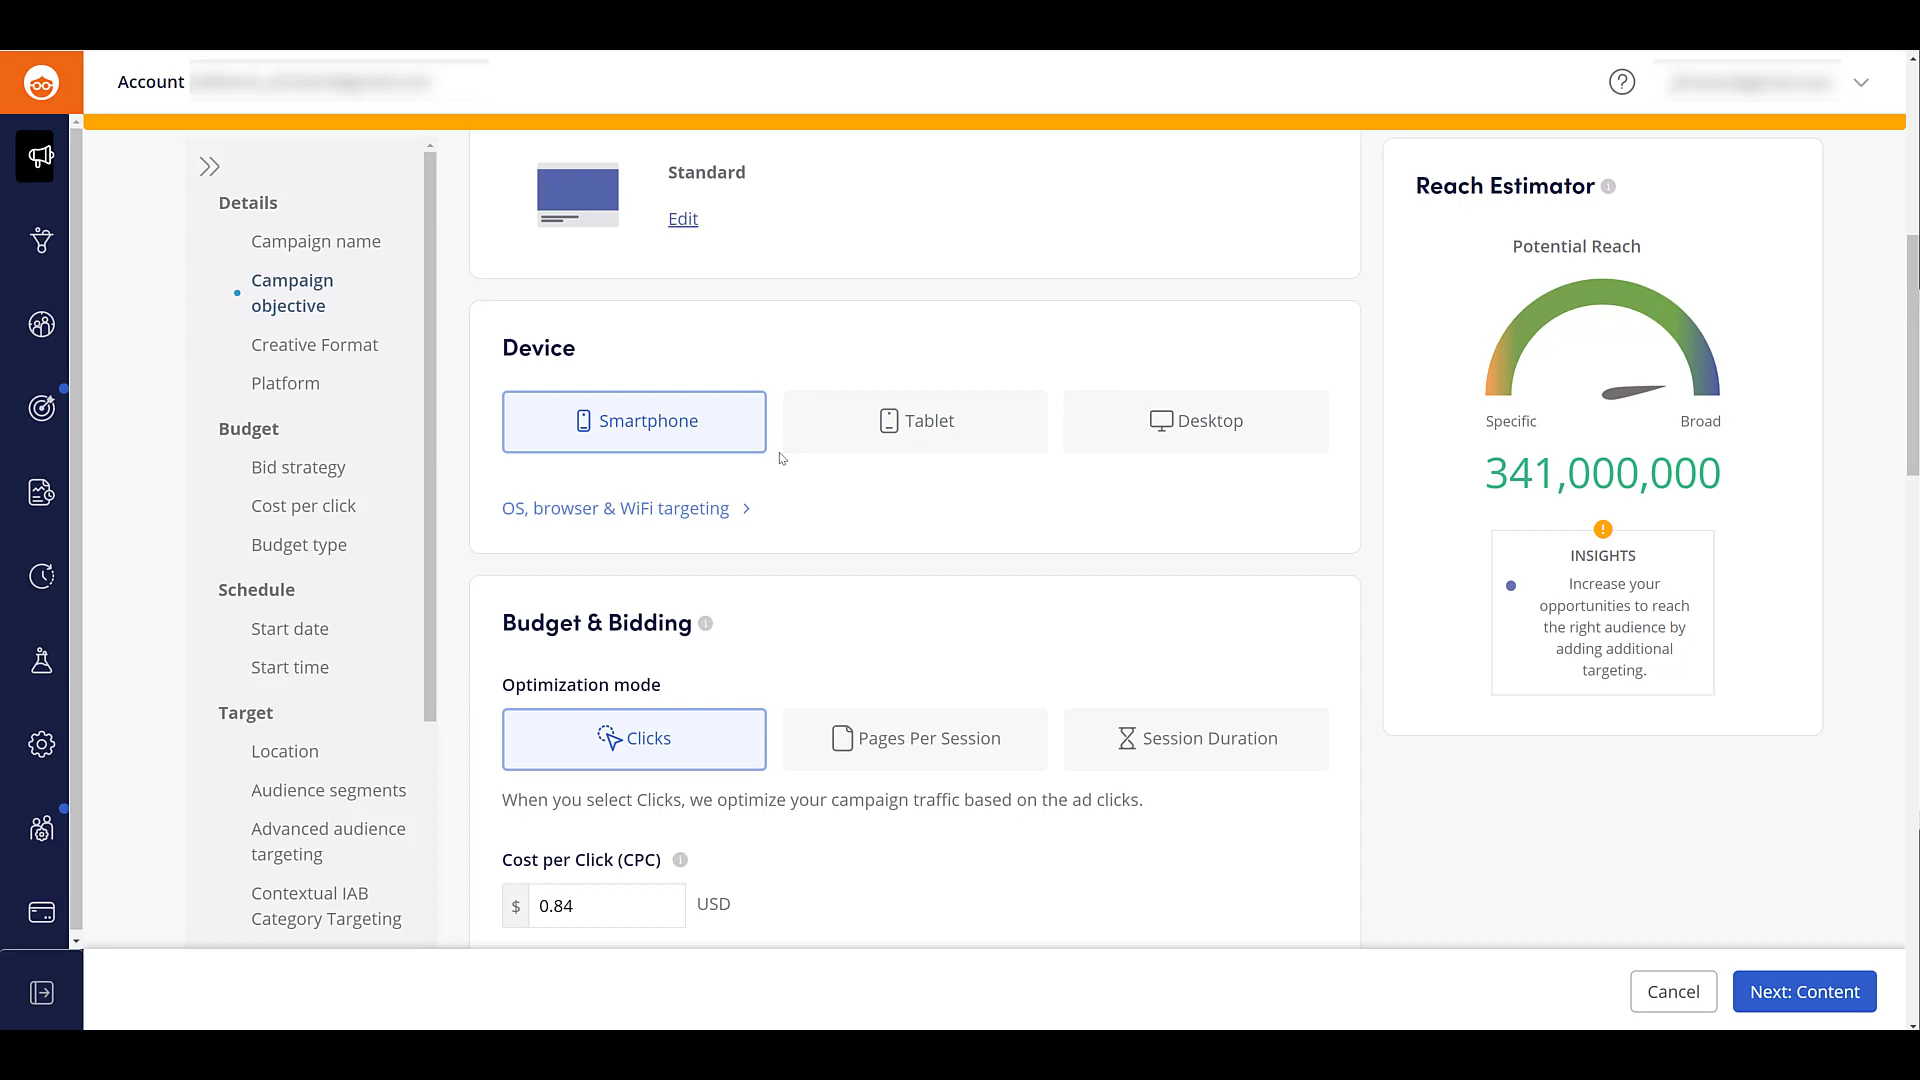 Account
Details
Campaign name
Campaign
objective
Creative Format
Platform
Budget
Bid strategy
Cost per click
Budget type
Schedule
Start date
Start time
Target
Location
Audience segments
Advanced audience
targeting
Contextual IAB
Category Targeting
Standard
Edit
Device
Smartphone
Tablet
Desktop
OS, browser & WiFi targeting
Budget & Bidding
Optimization mode
Clicks
Pages Per Session
Session Duration
When you select Clicks, we optimize your campaign traffic based on the ad clicks.
Cost per Click (CPC)
$ 0.84 USD
Reach Estimator
Potential Reach
Specific
Broad
341,000,000
INSIGHTS
Increase your
opportunities to reach
the right audience by
adding additional
targeting.
Cancel
Next: Content